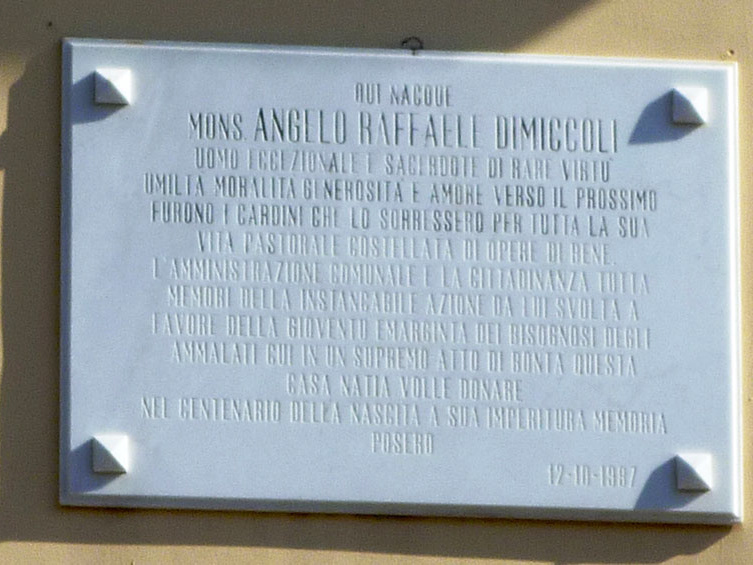 QUI NACQUE
MONS. ANGELO RAFFAELE DIMICCOLI
UOMO ECCEZIONALE E SACERDOTE DI RARE VIRTU'
UMILTA' MORALITA' GENEROSITA' E AMORE VERSO IL PROSSIMO
FURONO I CARDINI CHE LO SORRESSERO PER TUTTA LA SUA
VITA PASTORALE COSTELLATA DI OPERE DI BENE.
L'AMMINISTRAZIONE COMUNALE E LA CITTADINANZA TUTTA
MEMORI DELLA INSTANCABILE AZIONE DA LUI SVOLTA A
FAVORE DELLA GIOVENTU' EMARGINTA DEI BISOGNOSI DEGLI
AMMALATI CUI IN UN SUPREMO ATTO DI BONTA' QUESTA
CASA NATIA VOLLE DONARE
NEL CENTENARIO DELLA NASCITA A SUA IMPERITURA MEMORIA
POSERO
12-10-1987